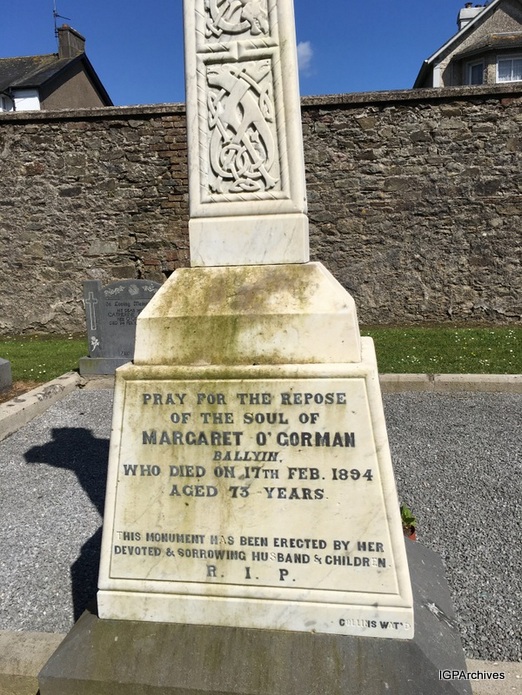 PRAY FOR THE REPOSE
OF THE SOUL OF
MARGARET O'GORMAN
BALLYIN,
WHO DIED ON 17TH FEB. 1894
AGED 73 YEARS.
THIS MONUMENT HAS BEEN ERECTED BY HER
DEVOTED & SORROWING HUSBAND & CHILDREN
R. I. P.
IGPArchives